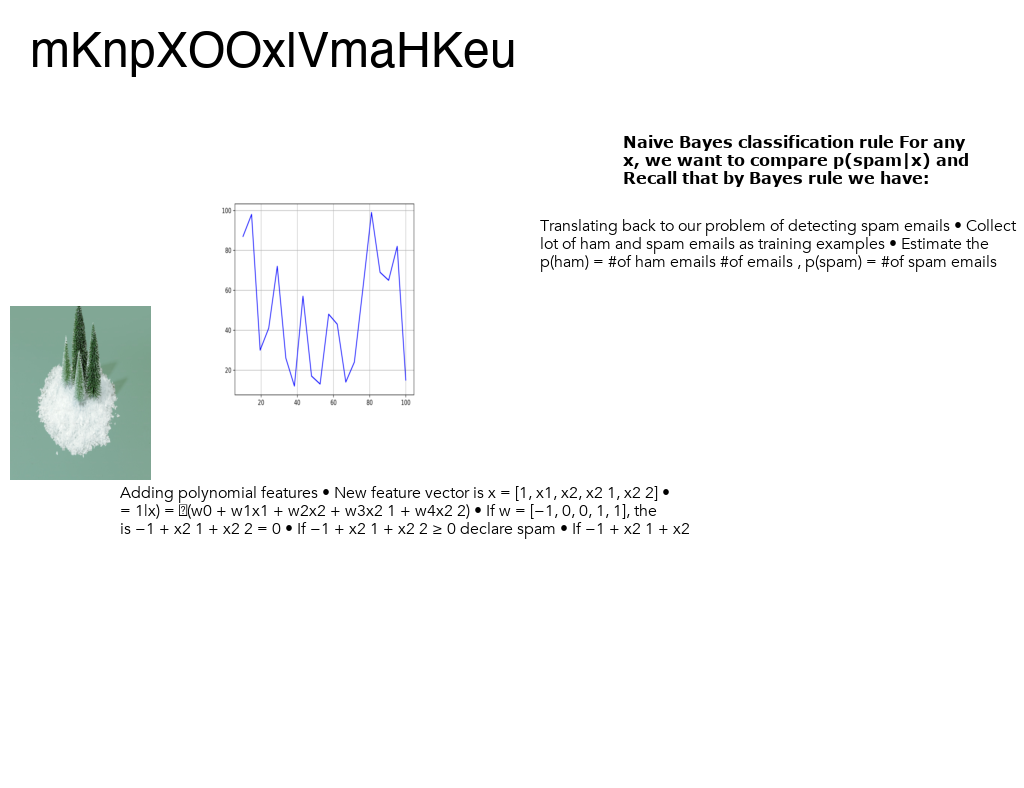 mKnpXOOxlVmaHKeu
Naive Bayes classification rule For any
x, we want to compare p(spam|x) and
Recall that by Bayes rule we have:
Translating back to our problem of detecting spam emails • Collect
lot of ham and spam emails as training examples • Estimate the
p(ham) = #of ham emails #of emails , p(spam) = #of spam emails
100
80
60
40
20
20 40 60 80 100
Adding polynomial features • New feature vector is x = [1, x1, x2, x2 1, x2 2] •
= 1|x) = (w0 + w1x1 + w2x2 + w3x2 1 + w4x2 2) • If w = [−1, 0, 0, 1, 1], the
is −1 + x2 1 + x2 2 = 0 • If −1 + x2 1 + x2 2 ≥ 0 declare spam • If −1 + x2 1 + x2